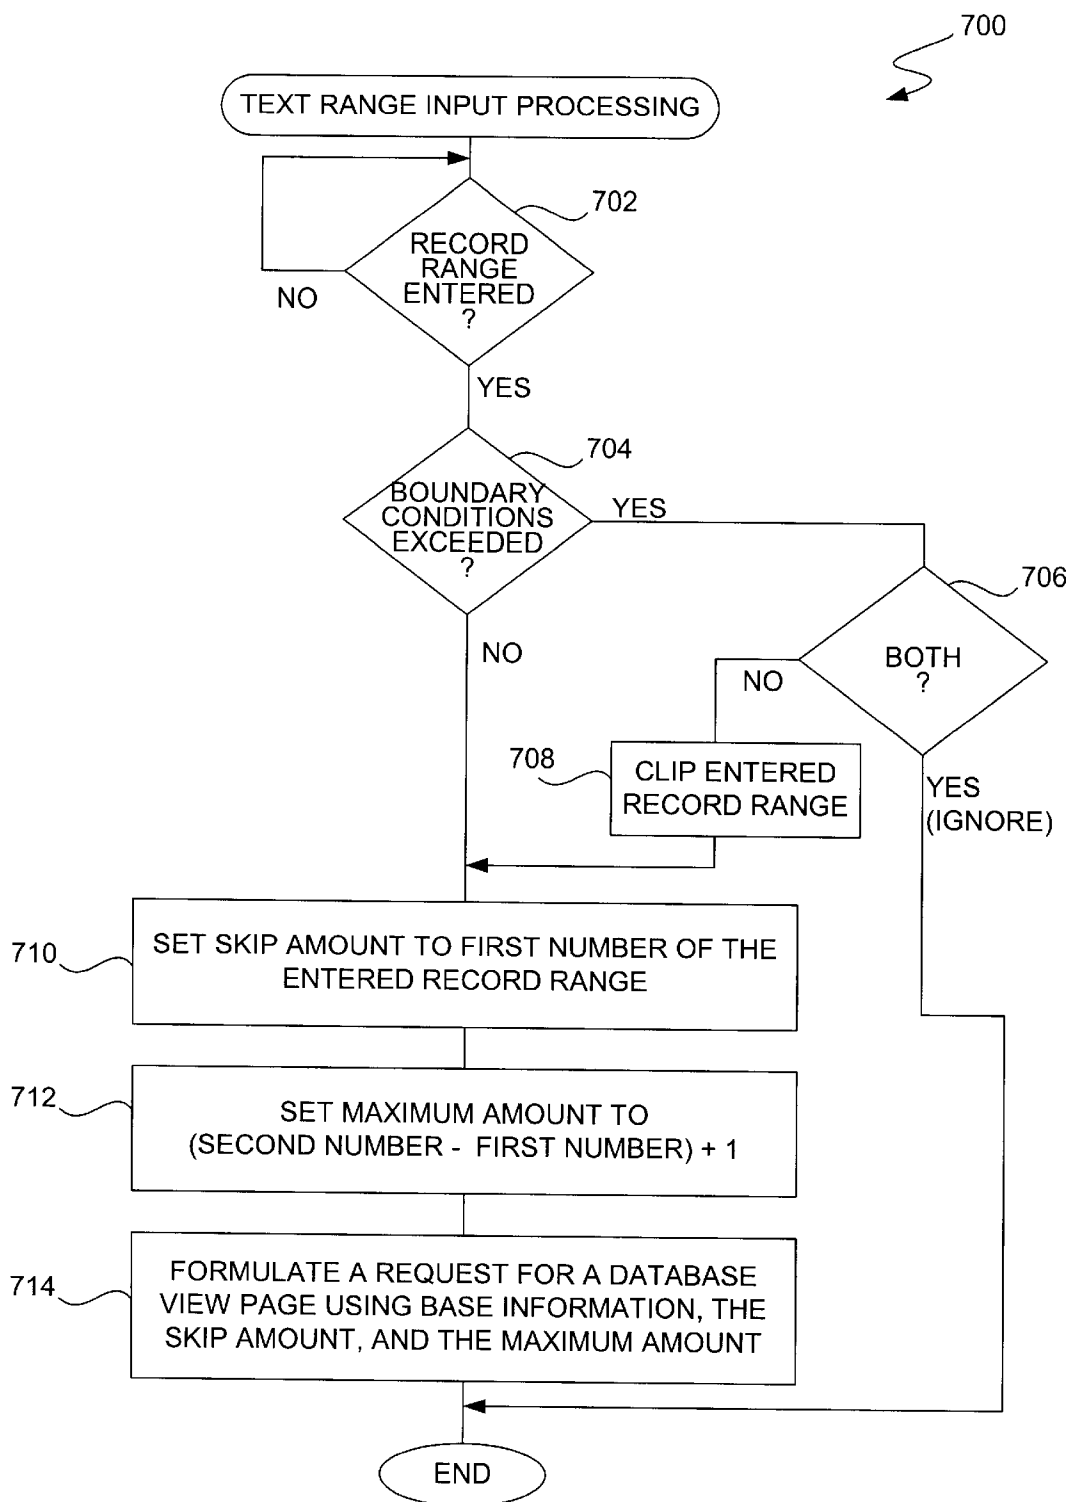 700
TEXT RANGE INPUT PROCESSING
702
RECORD
RANGE
ENTERED
?
NO
YES
704
BOUNDARY
CONDITIONS
EXCEEDED
?
YES
NO
706
BOTH
?
NO
YES
(IGNORE)
708
CLIP ENTERED
RECORD RANGE
710
SET SKIP AMOUNT TO FIRST NUMBER OF THE
ENTERED RECORD RANGE
712
SET MAXIMUM AMOUNT TO
(SECOND NUMBER - FIRST NUMBER) + 1
714
FORMULATE A REQUEST FOR A DATABASE
VIEW PAGE USING BASE INFORMATION, THE
SKIP AMOUNT, AND THE MAXIMUM AMOUNT
END